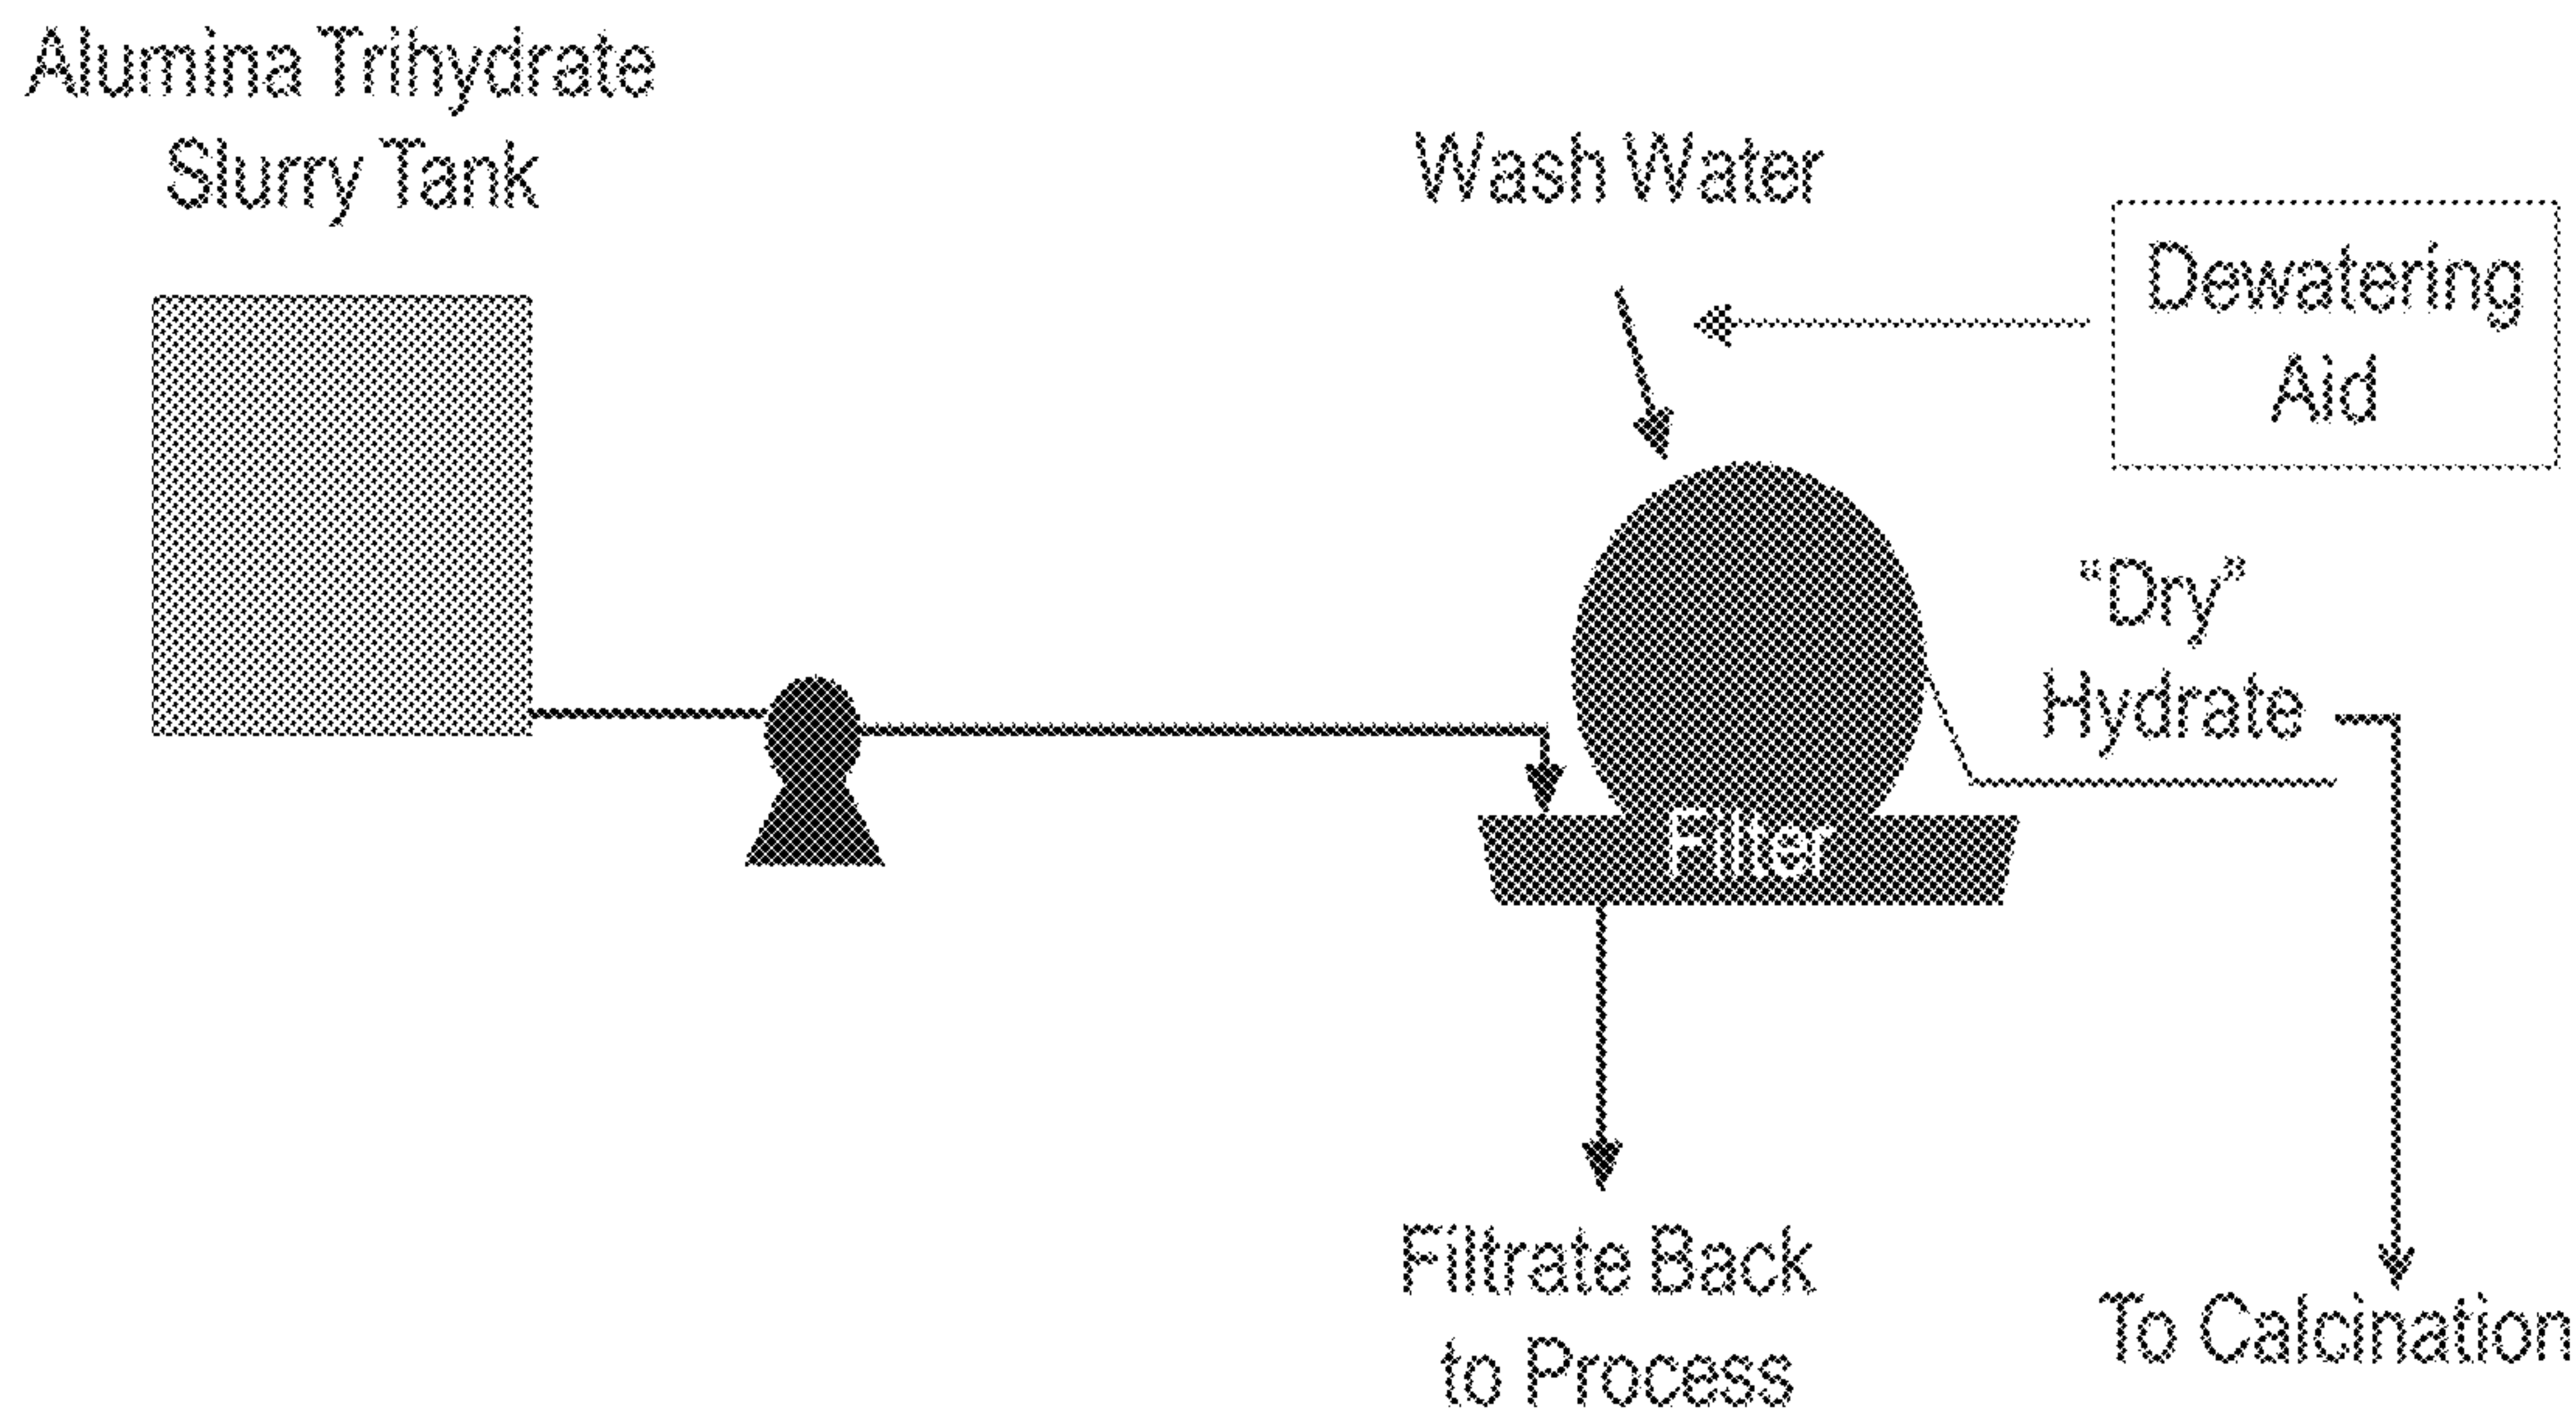 Alumina Trihydrate
Slurry Tank
Wash Water
Dewatering
Aid
“Dry”
Hydrate
Filter
Filtrate Back
to Process
To Calcination